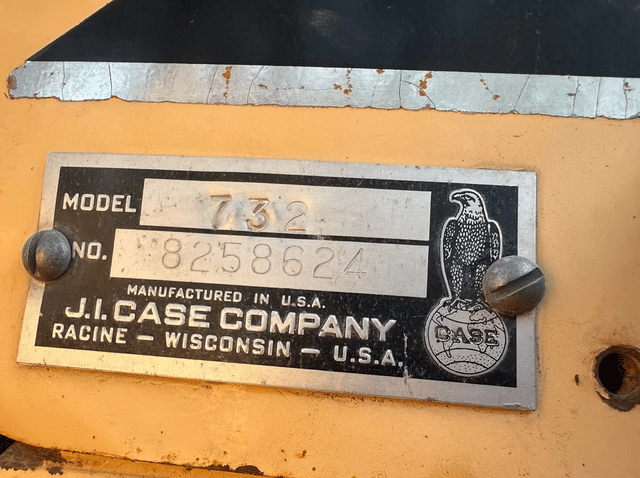 MODEL 732
NO. 8258624
MANUFACTURED IN U.S.A.
J.I. CASE COMPANY
RACINE – WISCONSIN – U.S.A.
CASE